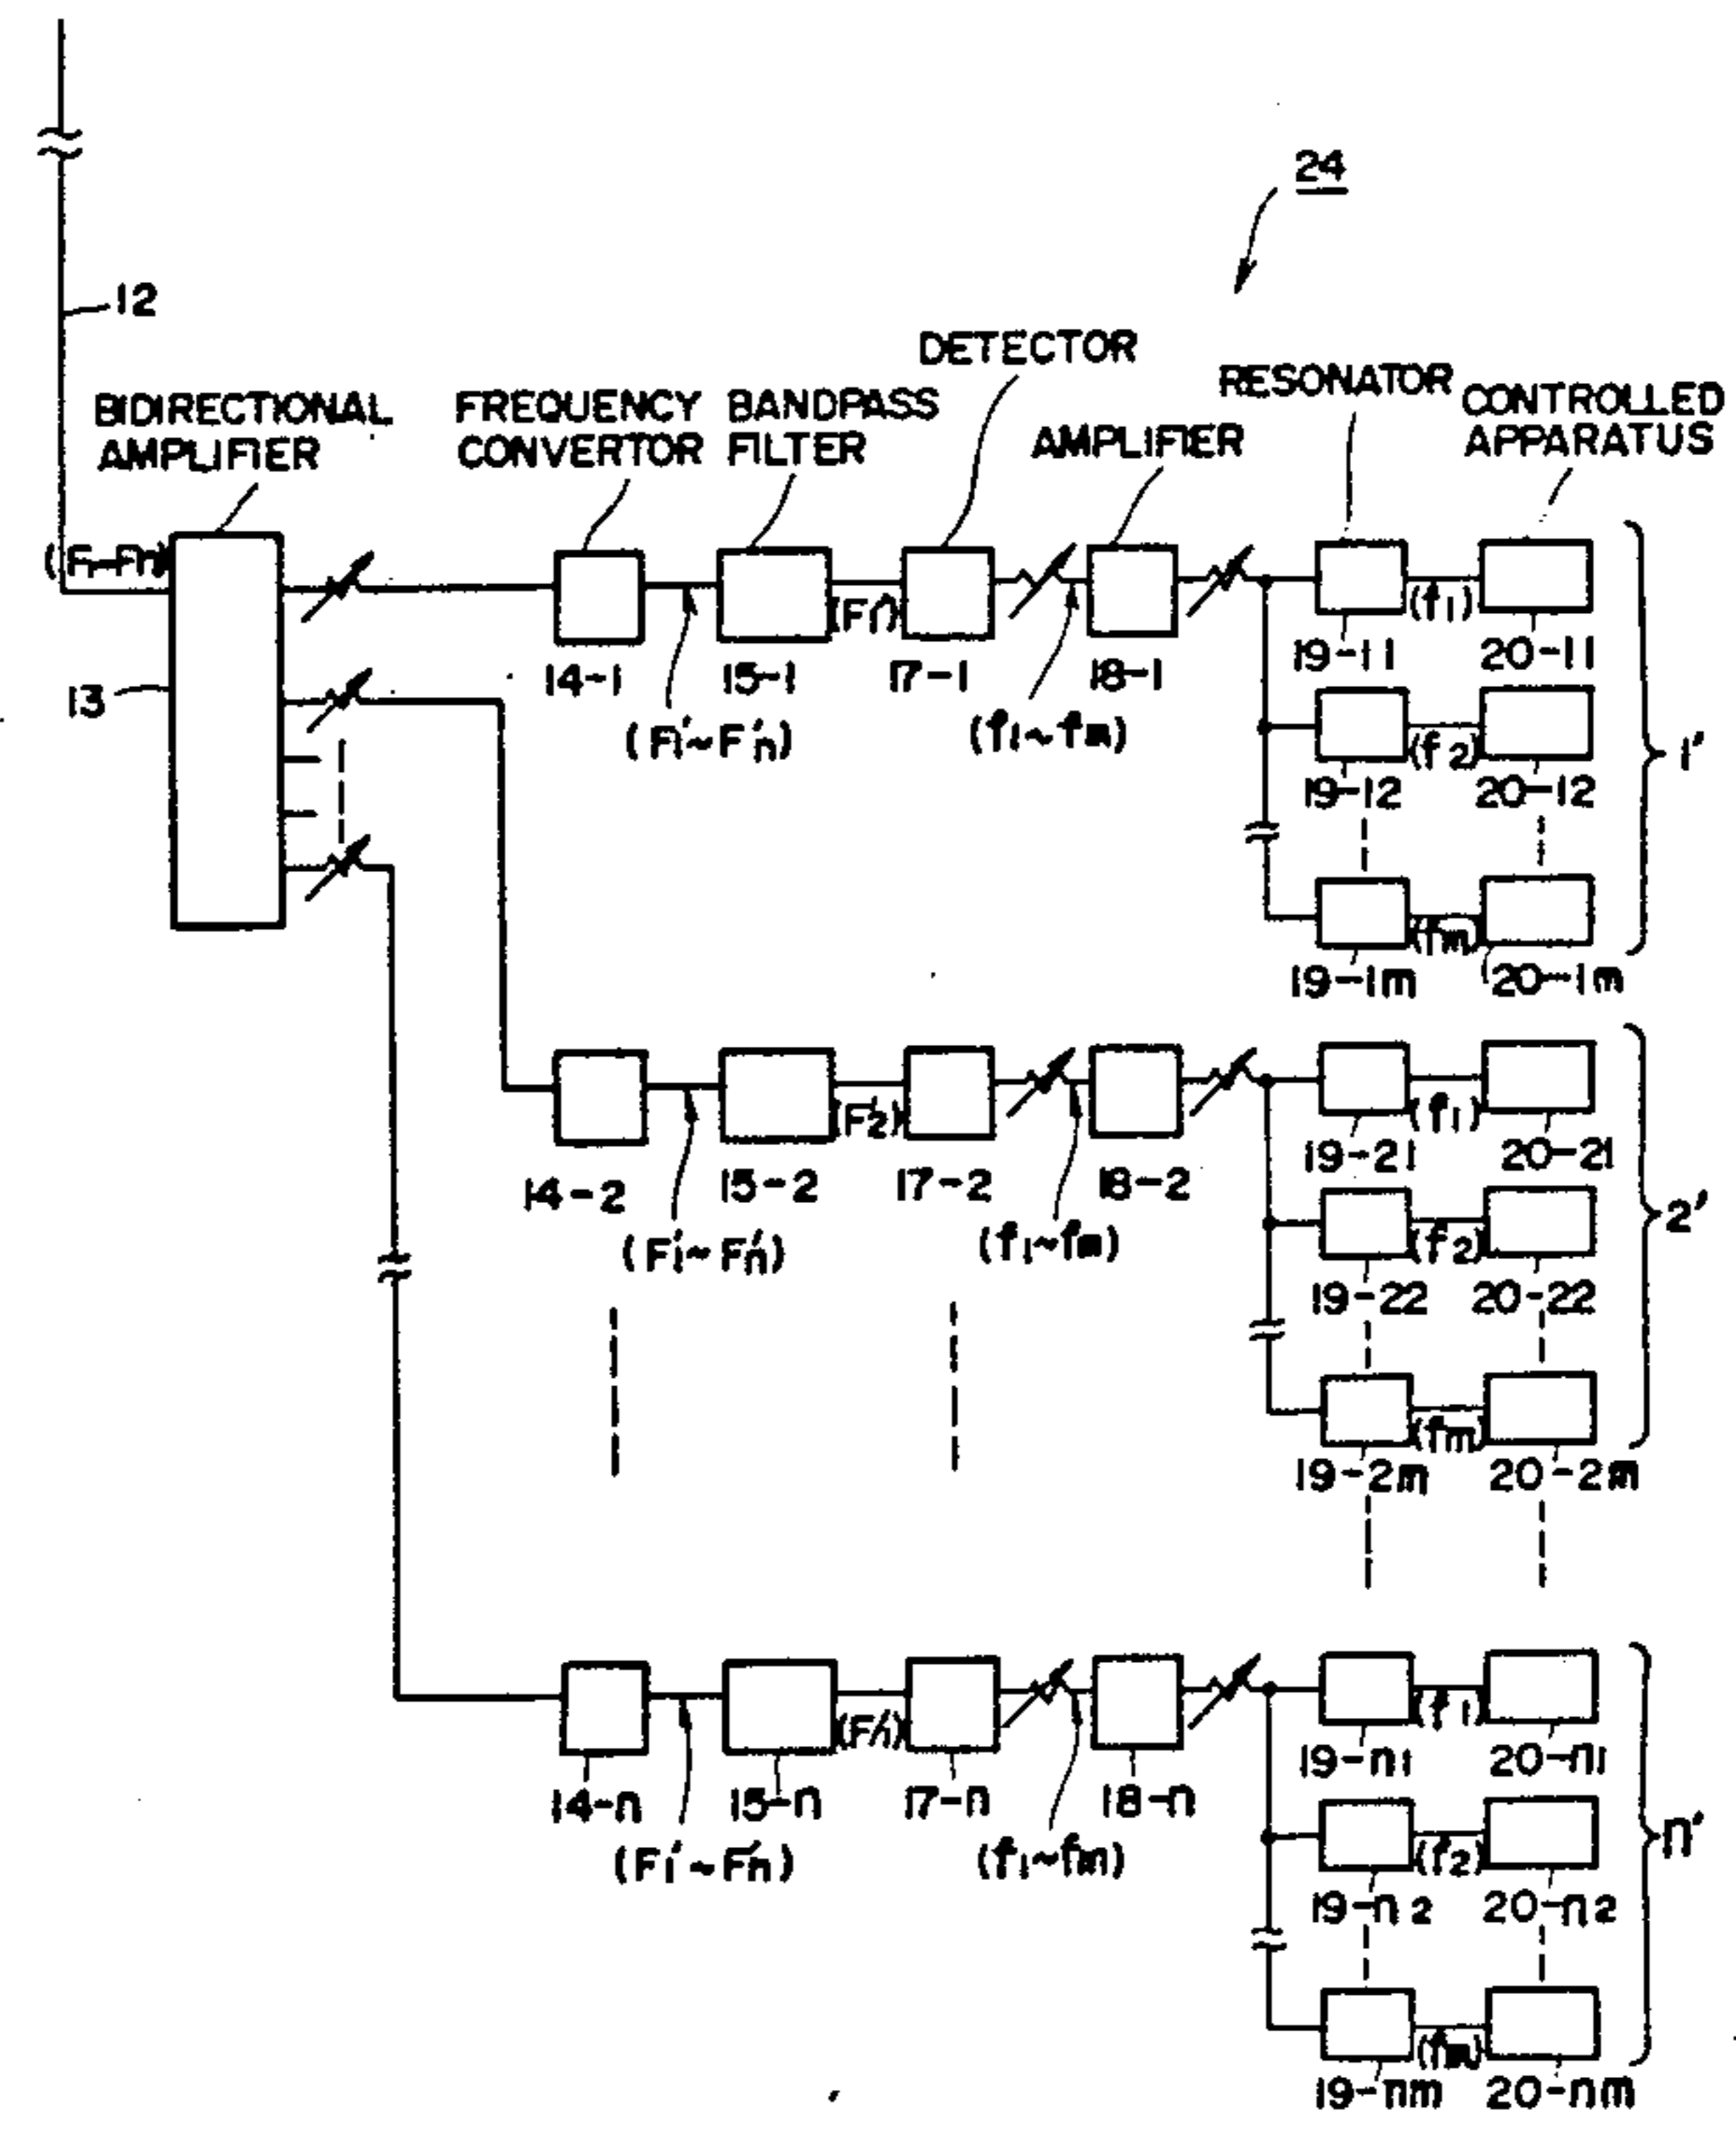 24
12
DETECTOR
RESONATOR
BIDIRECTIONAL
AMPLIFIER
FREQUENCY
CONVERTOR
BANDPASS
FILTER
AMPLIFIER
CONTROLLED
APPARATUS
(F1~Fn)
(F1')
(f1)
14-1
15-1
17-1
18-1
19-11
20-11
13
(F1'~F'n)
(f1~fm)
(f2)
1'
19-12
20-12
(fm)
19-1m
20-1m
(F2')
(f1)
14-2
15-2
17-2
18-2
19-21
20-21
(F1'~Fn')
(f1~fm)
(f2)
2'
19-22
20-22
(fm)
19-2m
20-2m
(Fn')
(f1)
14-n
15-n
17-n
18-n
19-n1
20-n1
(F1'~Fn')
(f1~fm)
(f2)
n'
19-n2
20-n2
(fm)
19-nm
20-nm